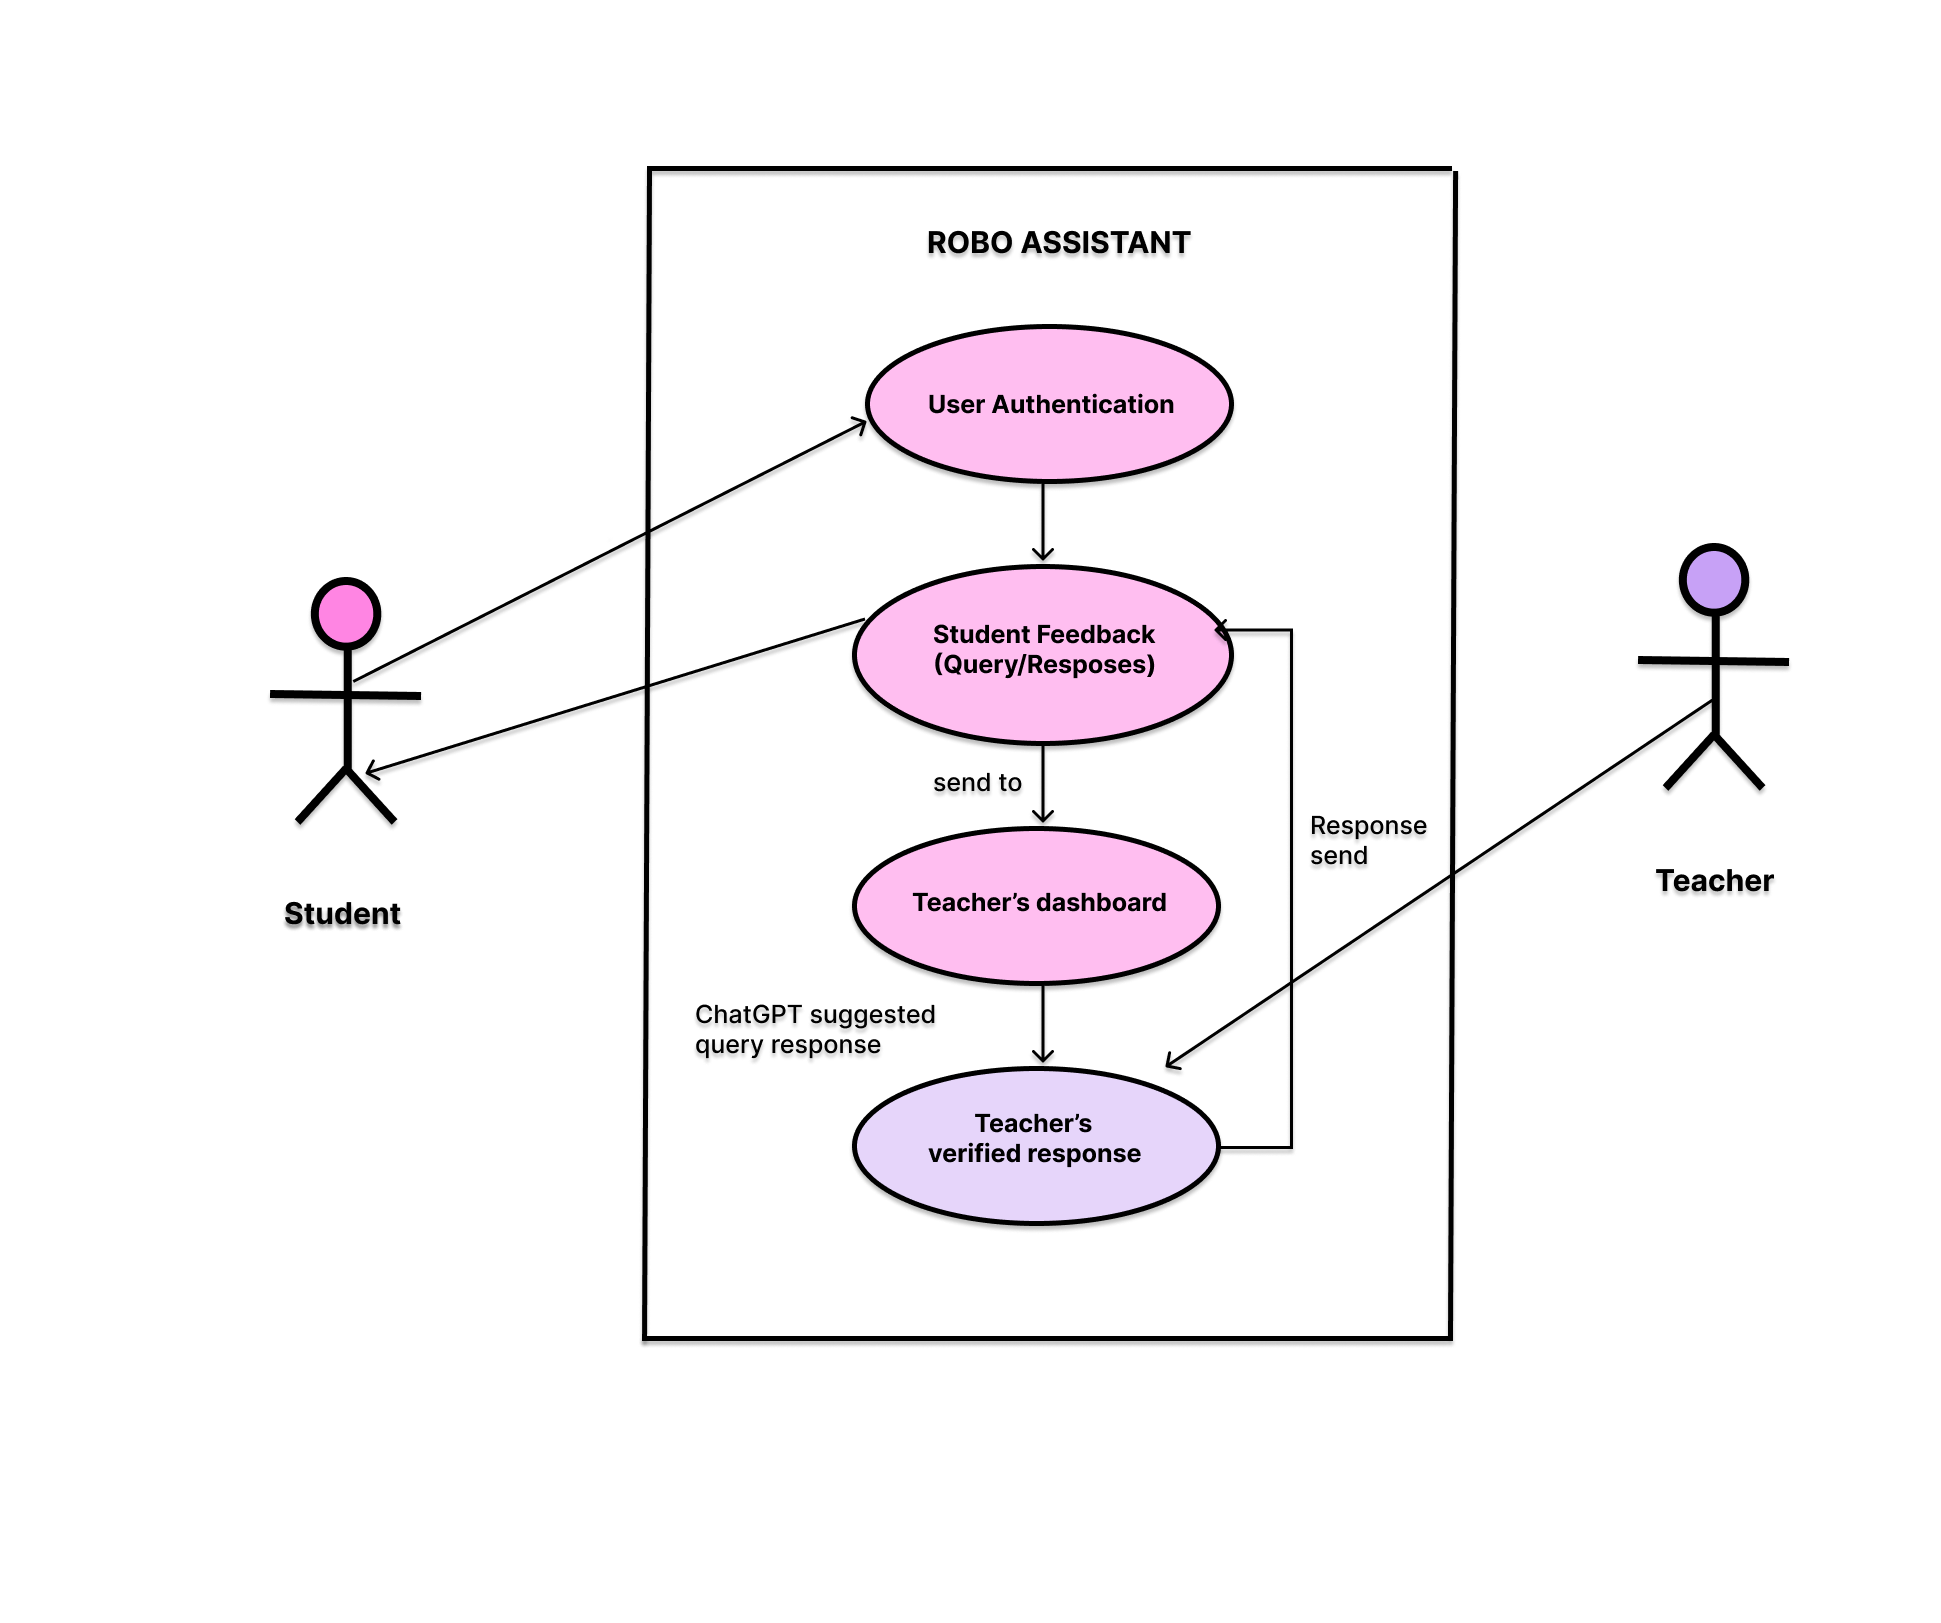 ROBO ASSISTANT
User Authentication
Student Feedback
(Query/Resposes)
send to
Response
send
Teacher’s dashboard
Teacher
Student
ChatGPT suggested
query response
Teacher’s
verified response